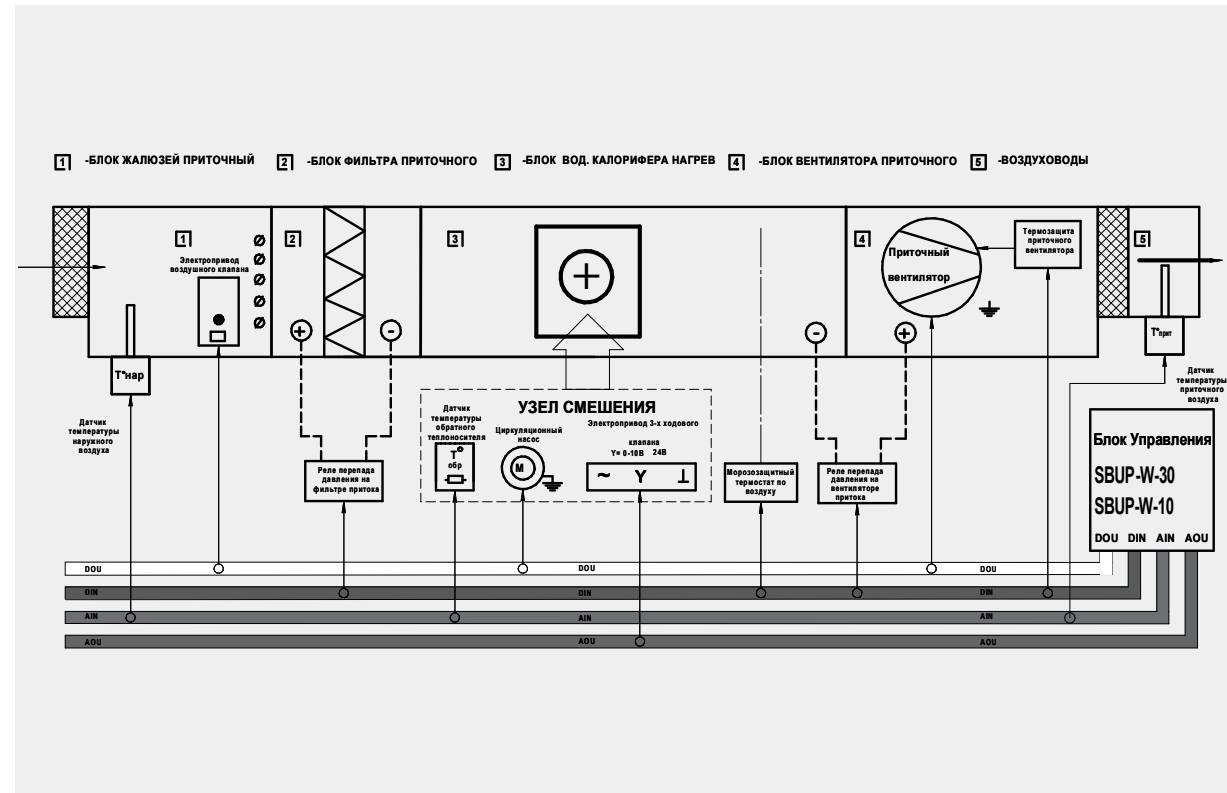 1 -БЛОК ЖАЛЮЗЕЙ ПРИТОЧНЫЙ 2 -БЛОК ФИЛЬТРА ПРИТОЧНОГО 3 -БЛОК ВОД. КАЛОРИФЕРА НАГРЕВ 4 -БЛОК ВЕНТИЛЯТОРА ПРИТОЧНОГО 5 -ВОЗДУХОВОДЫ
1
Электропривод
воздушного клапана
2
3
4
Приточный
вентилятор
Термозащита
приточного
вентилятора
5
+
-
+
-
+
T°нар
T°прит
Датчик
температуры
наружного
воздуха
Датчик
температуры
приточного
воздуха
Реле перепада
давления на
фильтре притока
УЗЕЛ СМЕШЕНИЯ
Датчик
температуры
обратного
теплоносителя
T°
обр
Циркуляционный
насос
M
Электропривод 3-х ходового
клапана
Y= 0-10В 24В
~ Y ⊥
Морозозащитный
термостат по
воздуху
Реле перепада
давления на
вентиляторе
притока
Блок Управления
SBUP-W-30
SBUP-W-10
DOU DIN AIN AOU
DOU DOU DOU
DIN DIN DIN
AIN AIN AIN
AOU AOU AOU